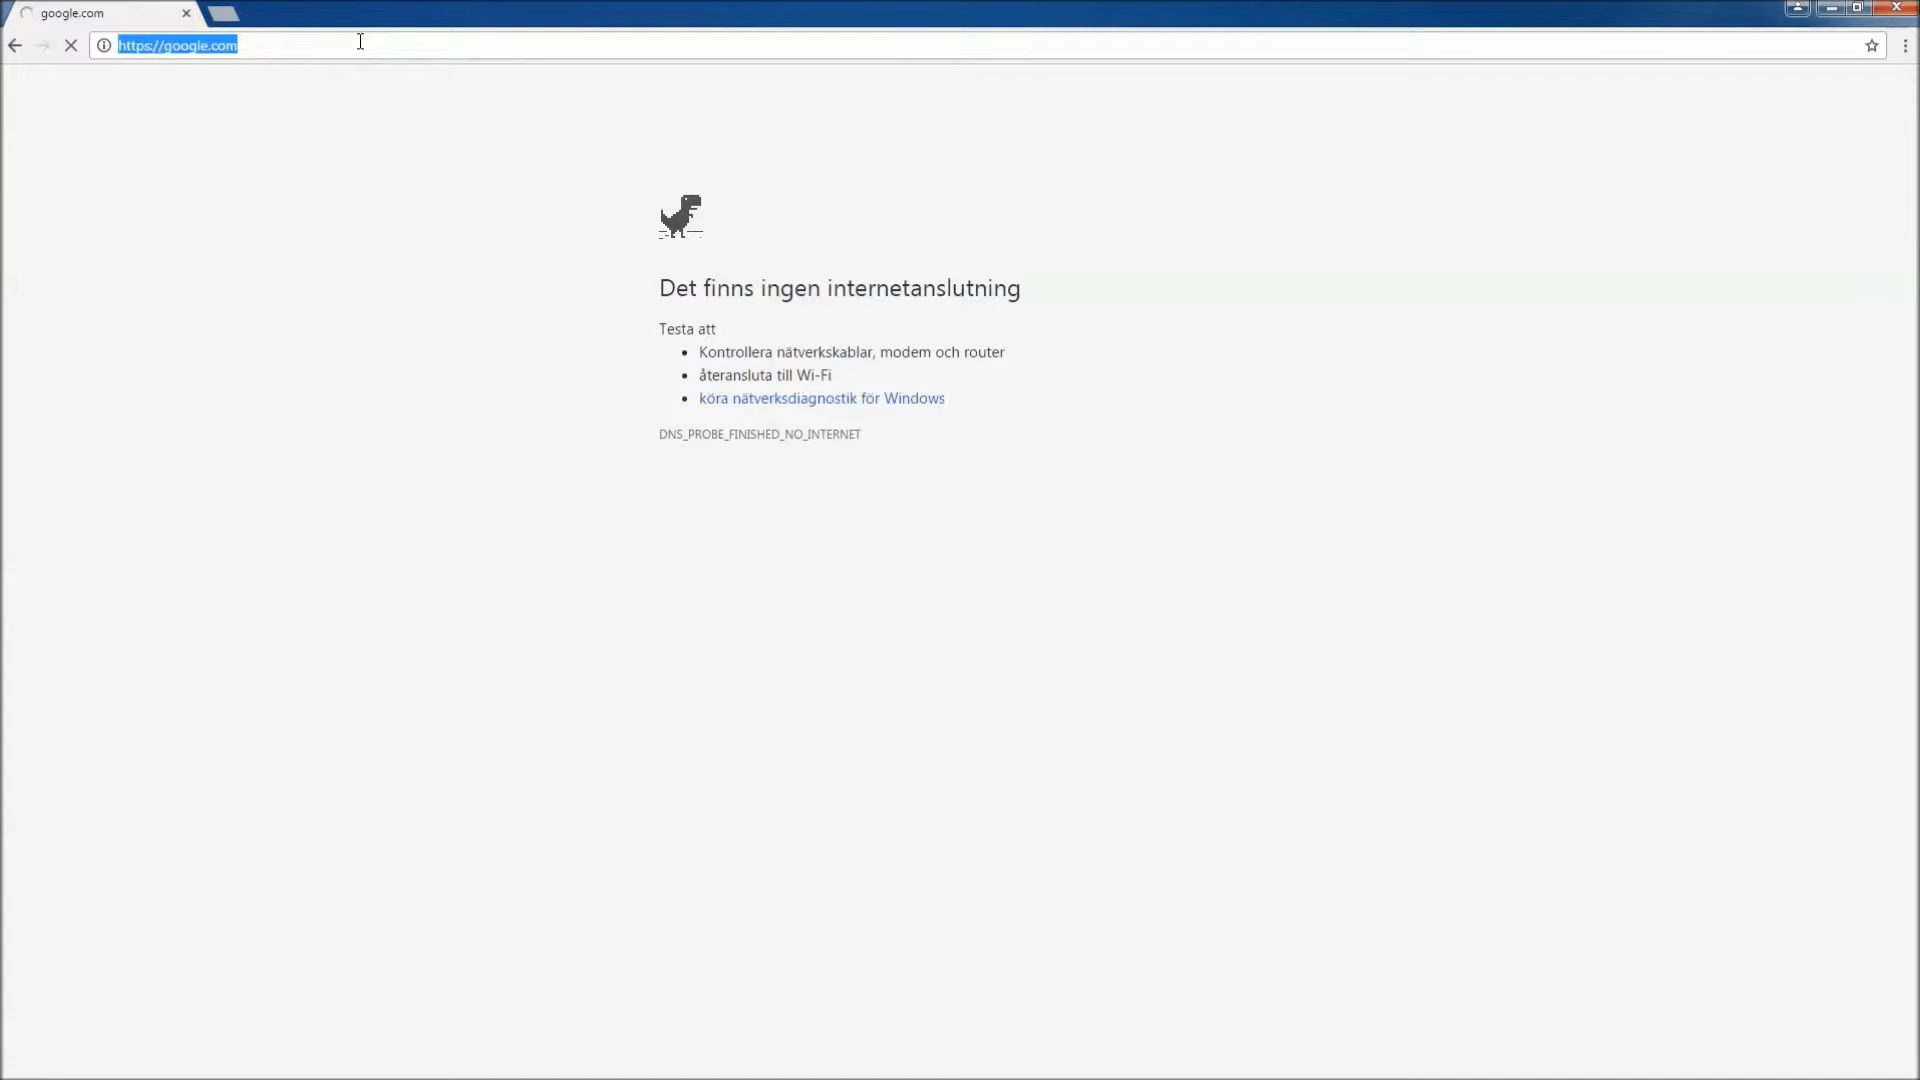 google.com
https://google.com
Det finns ingen internetanslutning
Testa att
Kontrollera nätverkskablar, modem och router
återansluta till Wi-Fi
köra nätverksdiagnostik för Windows
DNS_PROBE_FINISHED_NO_INTERNET